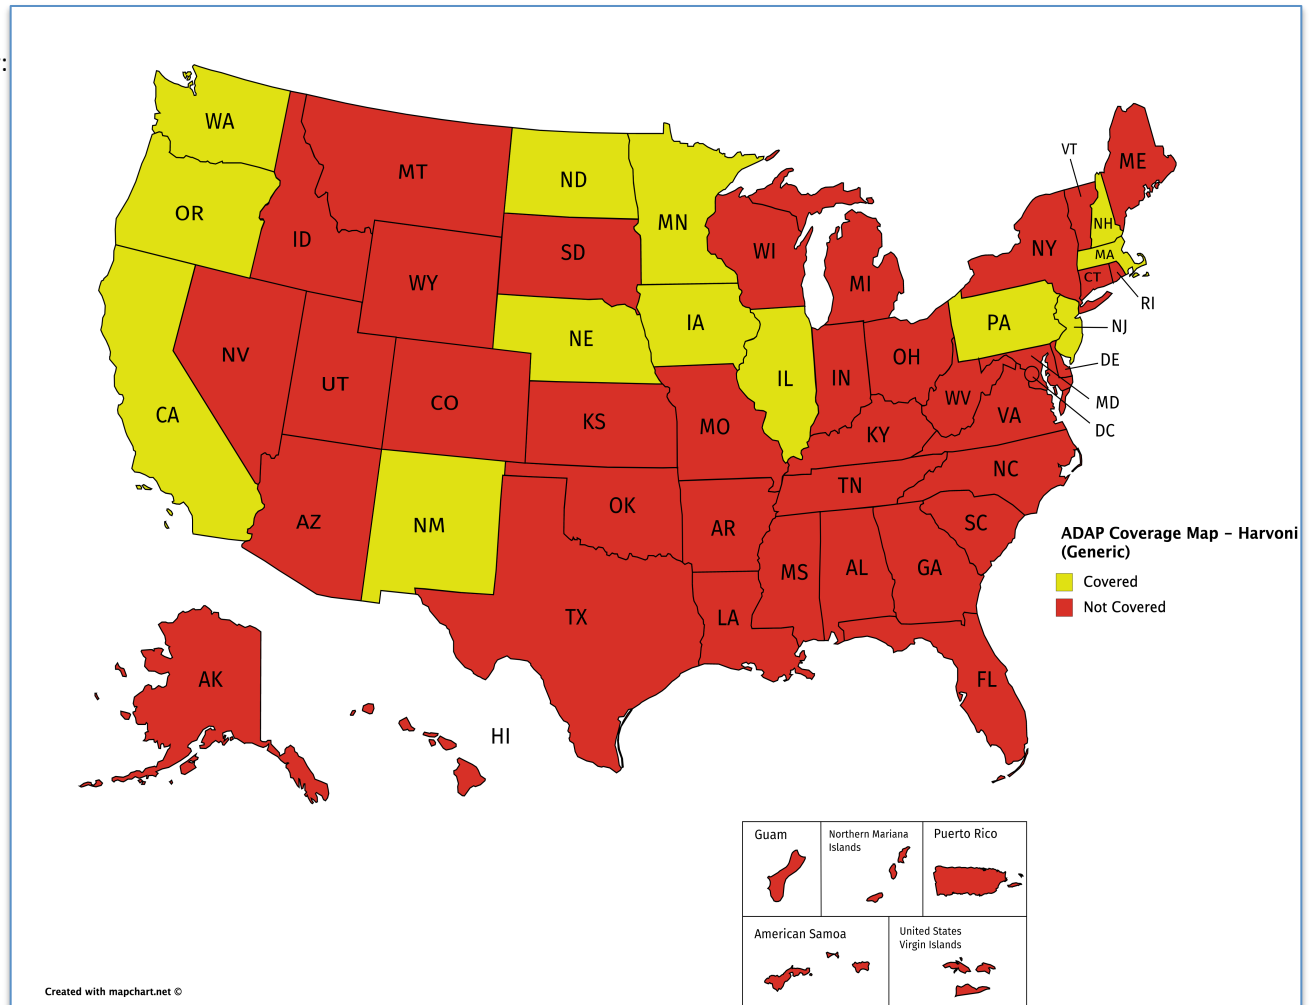 :
WA
MT
ND
MN
OR
ID
SD
WI
MI
VT
ME
NH
NY
MA
CT
RI
WY
NE
IA
PA
NJ
NV
UT
CO
IL
IN
OH
DE
MD
DC
CA
KS
MO
KY
WV
VA
AZ
NM
OK
AR
TN
NC
SC
MS
AL
GA
TX
LA
FL
AK
HI
ADAP Coverage Map – Harvoni
(Generic)
Covered
Not Covered
Guam
Northern Mariana
Islands
Puerto Rico
American Samoa
United States
Virgin Islands
Created with mapchart.net ©